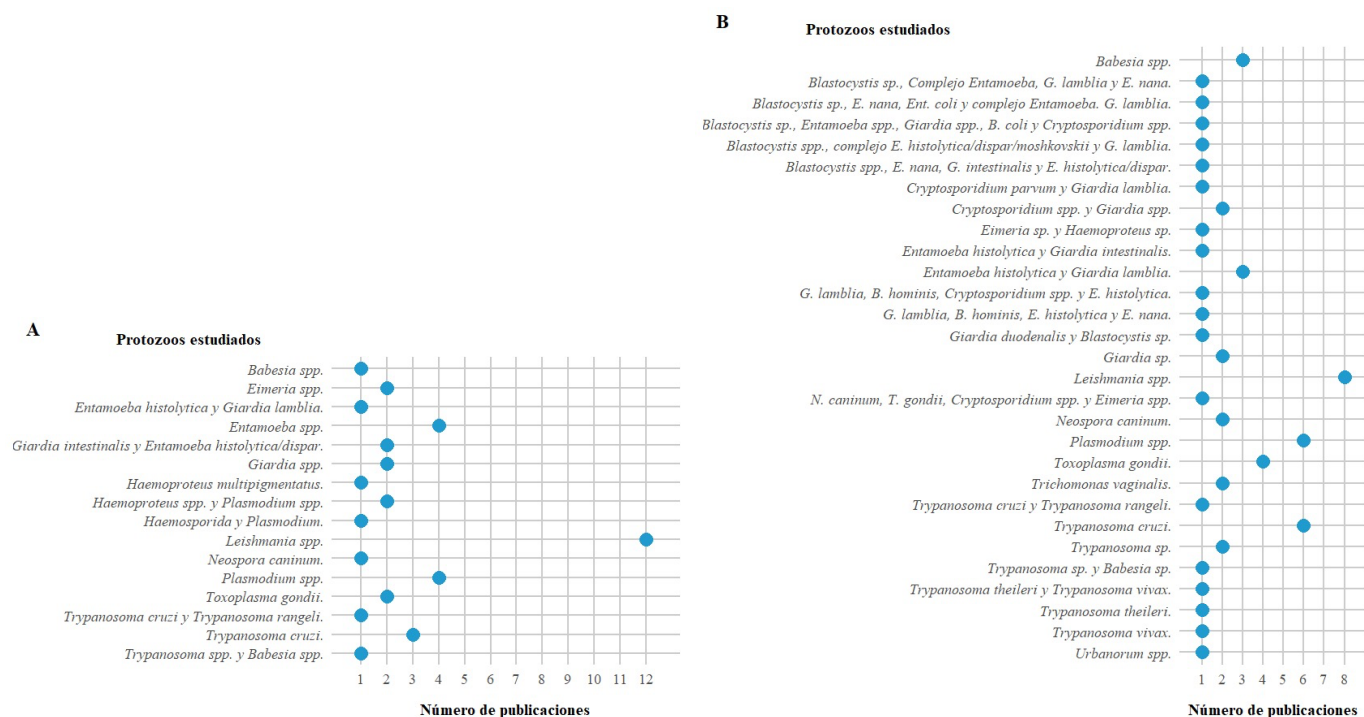 A
Protozoos estudiados
Babesia spp.
Eimeria spp.
Entamoeba histolytica y Giardia lamblia.
Entamoeba spp.
Giardia intestinalis y Entamoeba histolytica/dispar.
Giardia spp.
Haemoproteus multipigmentatus.
Haemoproteus spp. y Plasmodium spp.
Haemosporida y Plasmodium.
Leishmania spp.
Neospora caninum.
Plasmodium spp.
Toxoplasma gondii.
Trypanosoma cruzi y Trypanosoma rangeli.
Trypanosoma cruzi.
Trypanosoma spp. y Babesia spp.
1 2 3 4 5 6 7 8 9 10 11 12
Número de publicaciones
B
Protozoos estudiados
Babesia spp.
Blastocystis sp., Complejo Entamoeba, G. lamblia y E. nana.
Blastocystis sp., E. nana, Ent. coli y complejo Entamoeba. G. lamblia.
Blastocystis sp., Entamoeba spp., Giardia spp., B. coli y Cryptosporidium spp.
Blastocystis spp., complejo E. histolytica/dispar/moshkovskii y G. lamblia.
Blastocystis spp., E. nana, G. intestinalis y E. histolytica/dispar.
Cryptosporidium parvum y Giardia lamblia.
Cryptosporidium spp. y Giardia spp.
Eimeria sp. y Haemoproteus sp.
Entamoeba histolytica y Giardia intestinalis.
Entamoeba histolytica y Giardia lamblia.
G. lamblia, B. hominis, Cryptosporidium spp. y E. histolytica.
G. lamblia, B. hominis, E. histolytica y E. nana.
Giardia duodenalis y Blastocystis sp.
Giardia sp.
Leishmania spp.
N. caninum, T. gondii, Cryptosporidium spp. y Eimeria spp.
Neospora caninum.
Plasmodium spp.
Toxoplasma gondii.
Trichomonas vaginalis.
Trypanosoma cruzi y Trypanosoma rangeli.
Trypanosoma cruzi.
Trypanosoma sp.
Trypanosoma sp. y Babesia sp.
Trypanosoma theileri y Trypanosoma vivax.
Trypanosoma theileri.
Trypanosoma vivax.
Urbanorum spp.
1 2 3 4 5 6 7 8
Número de publicaciones